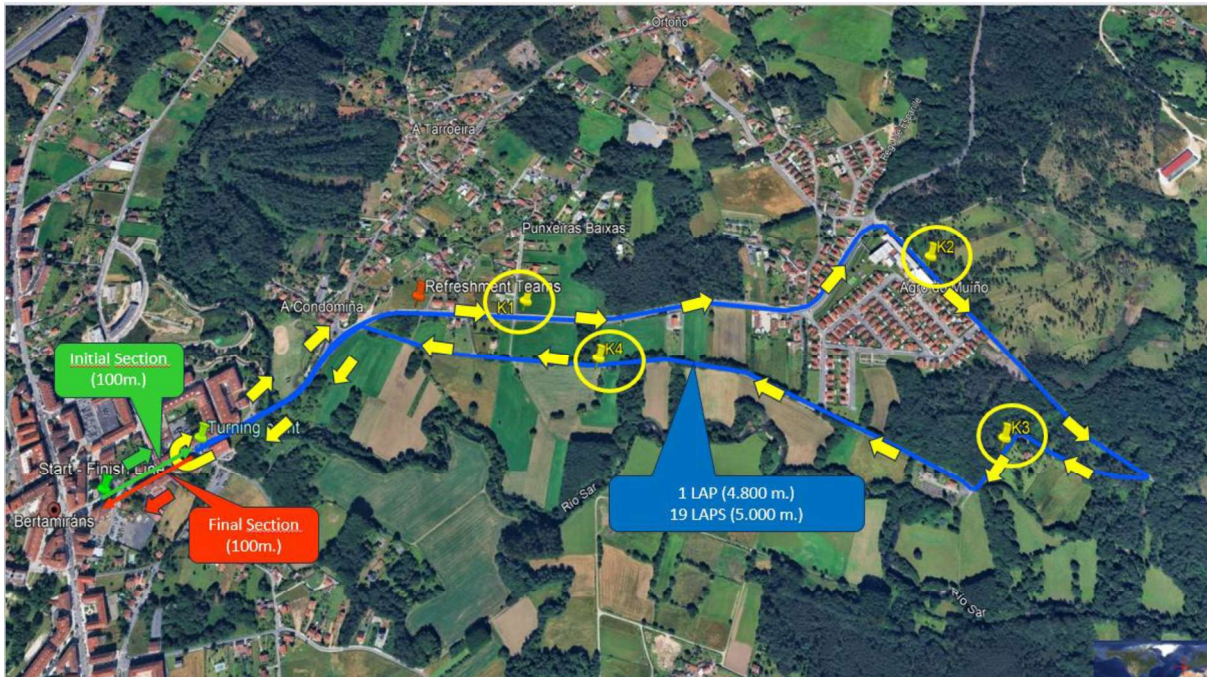 Ortoño
A Tarroeira
Punxeiras Baixas
K2
Agro do Muíño
Refreshment Teams
K1
A Condomiña
K4
Initial Section
(100m.)
Turning point
K3
Start - Finish Line
Bertamiráns
Final Section
(100m.)
Río Sar
1 LAP (4.800 m.)
19 LAPS (5.000 m.)
Río Sar